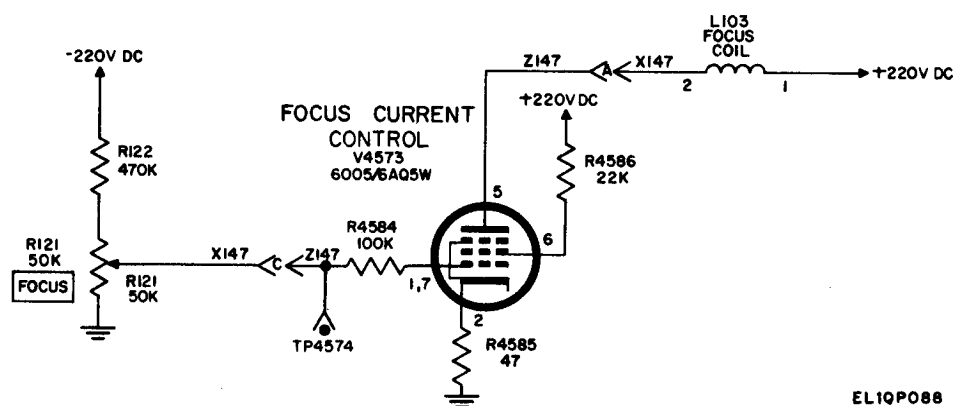 L103
FOCUS
COIL
-220V DC
Z147
A
X147
2
1
+220V DC
+220V DC
FOCUS CURRENT
CONTROL
V4573
6005/6AQ5W
R122
470K
R4586
22K
5
6
R4584
100K
R121
50K
FOCUS
X147
C
Z147
R121
50K
1,7
2
TP4574
R4585
47
EL1QP088